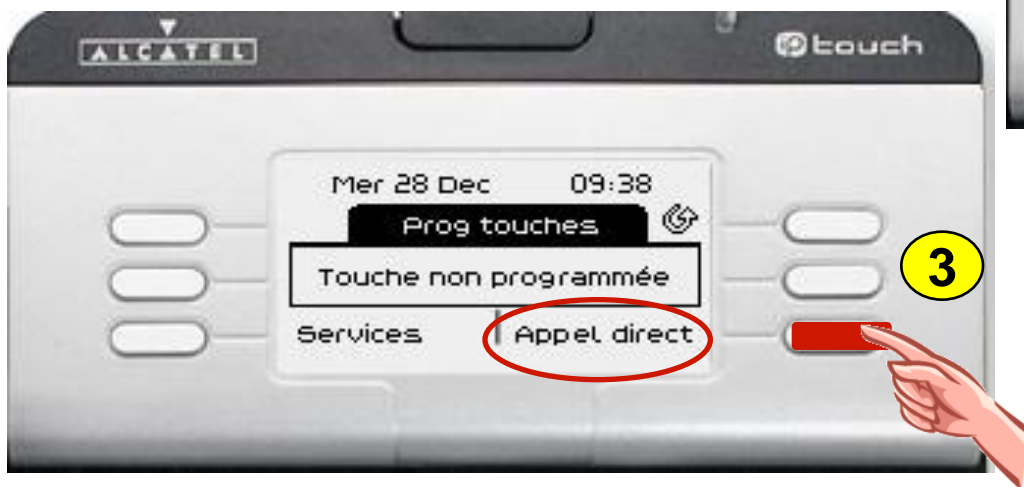 ALCATEL
touch
Mer 28 Dec 09:38
Prog touches
Touche non programmée
Services Appel direct
3